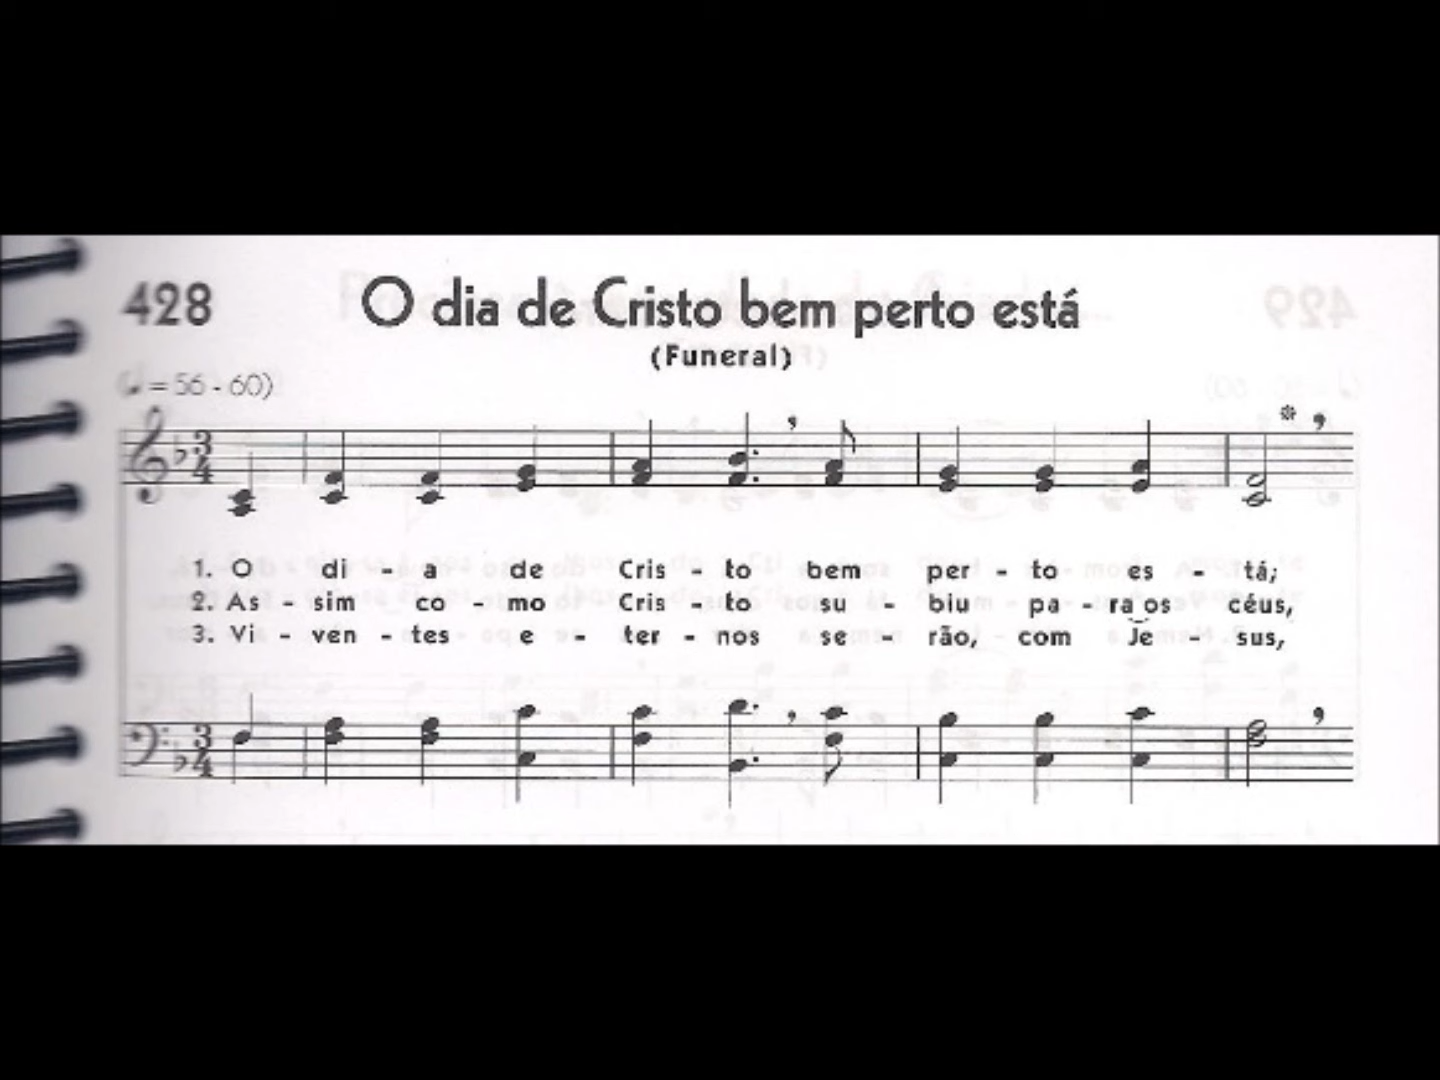 428 O dia de Cristo bem perto está
(Funeral)
= 56 - 60)
1. O di - a de Cris - to bem per - to es - tá;
2. As - sim co - mo Cris - to su - biu pa - ra os céus,
3. Vi - ven - tes e - ter - nos se - rão, com Je - sus,